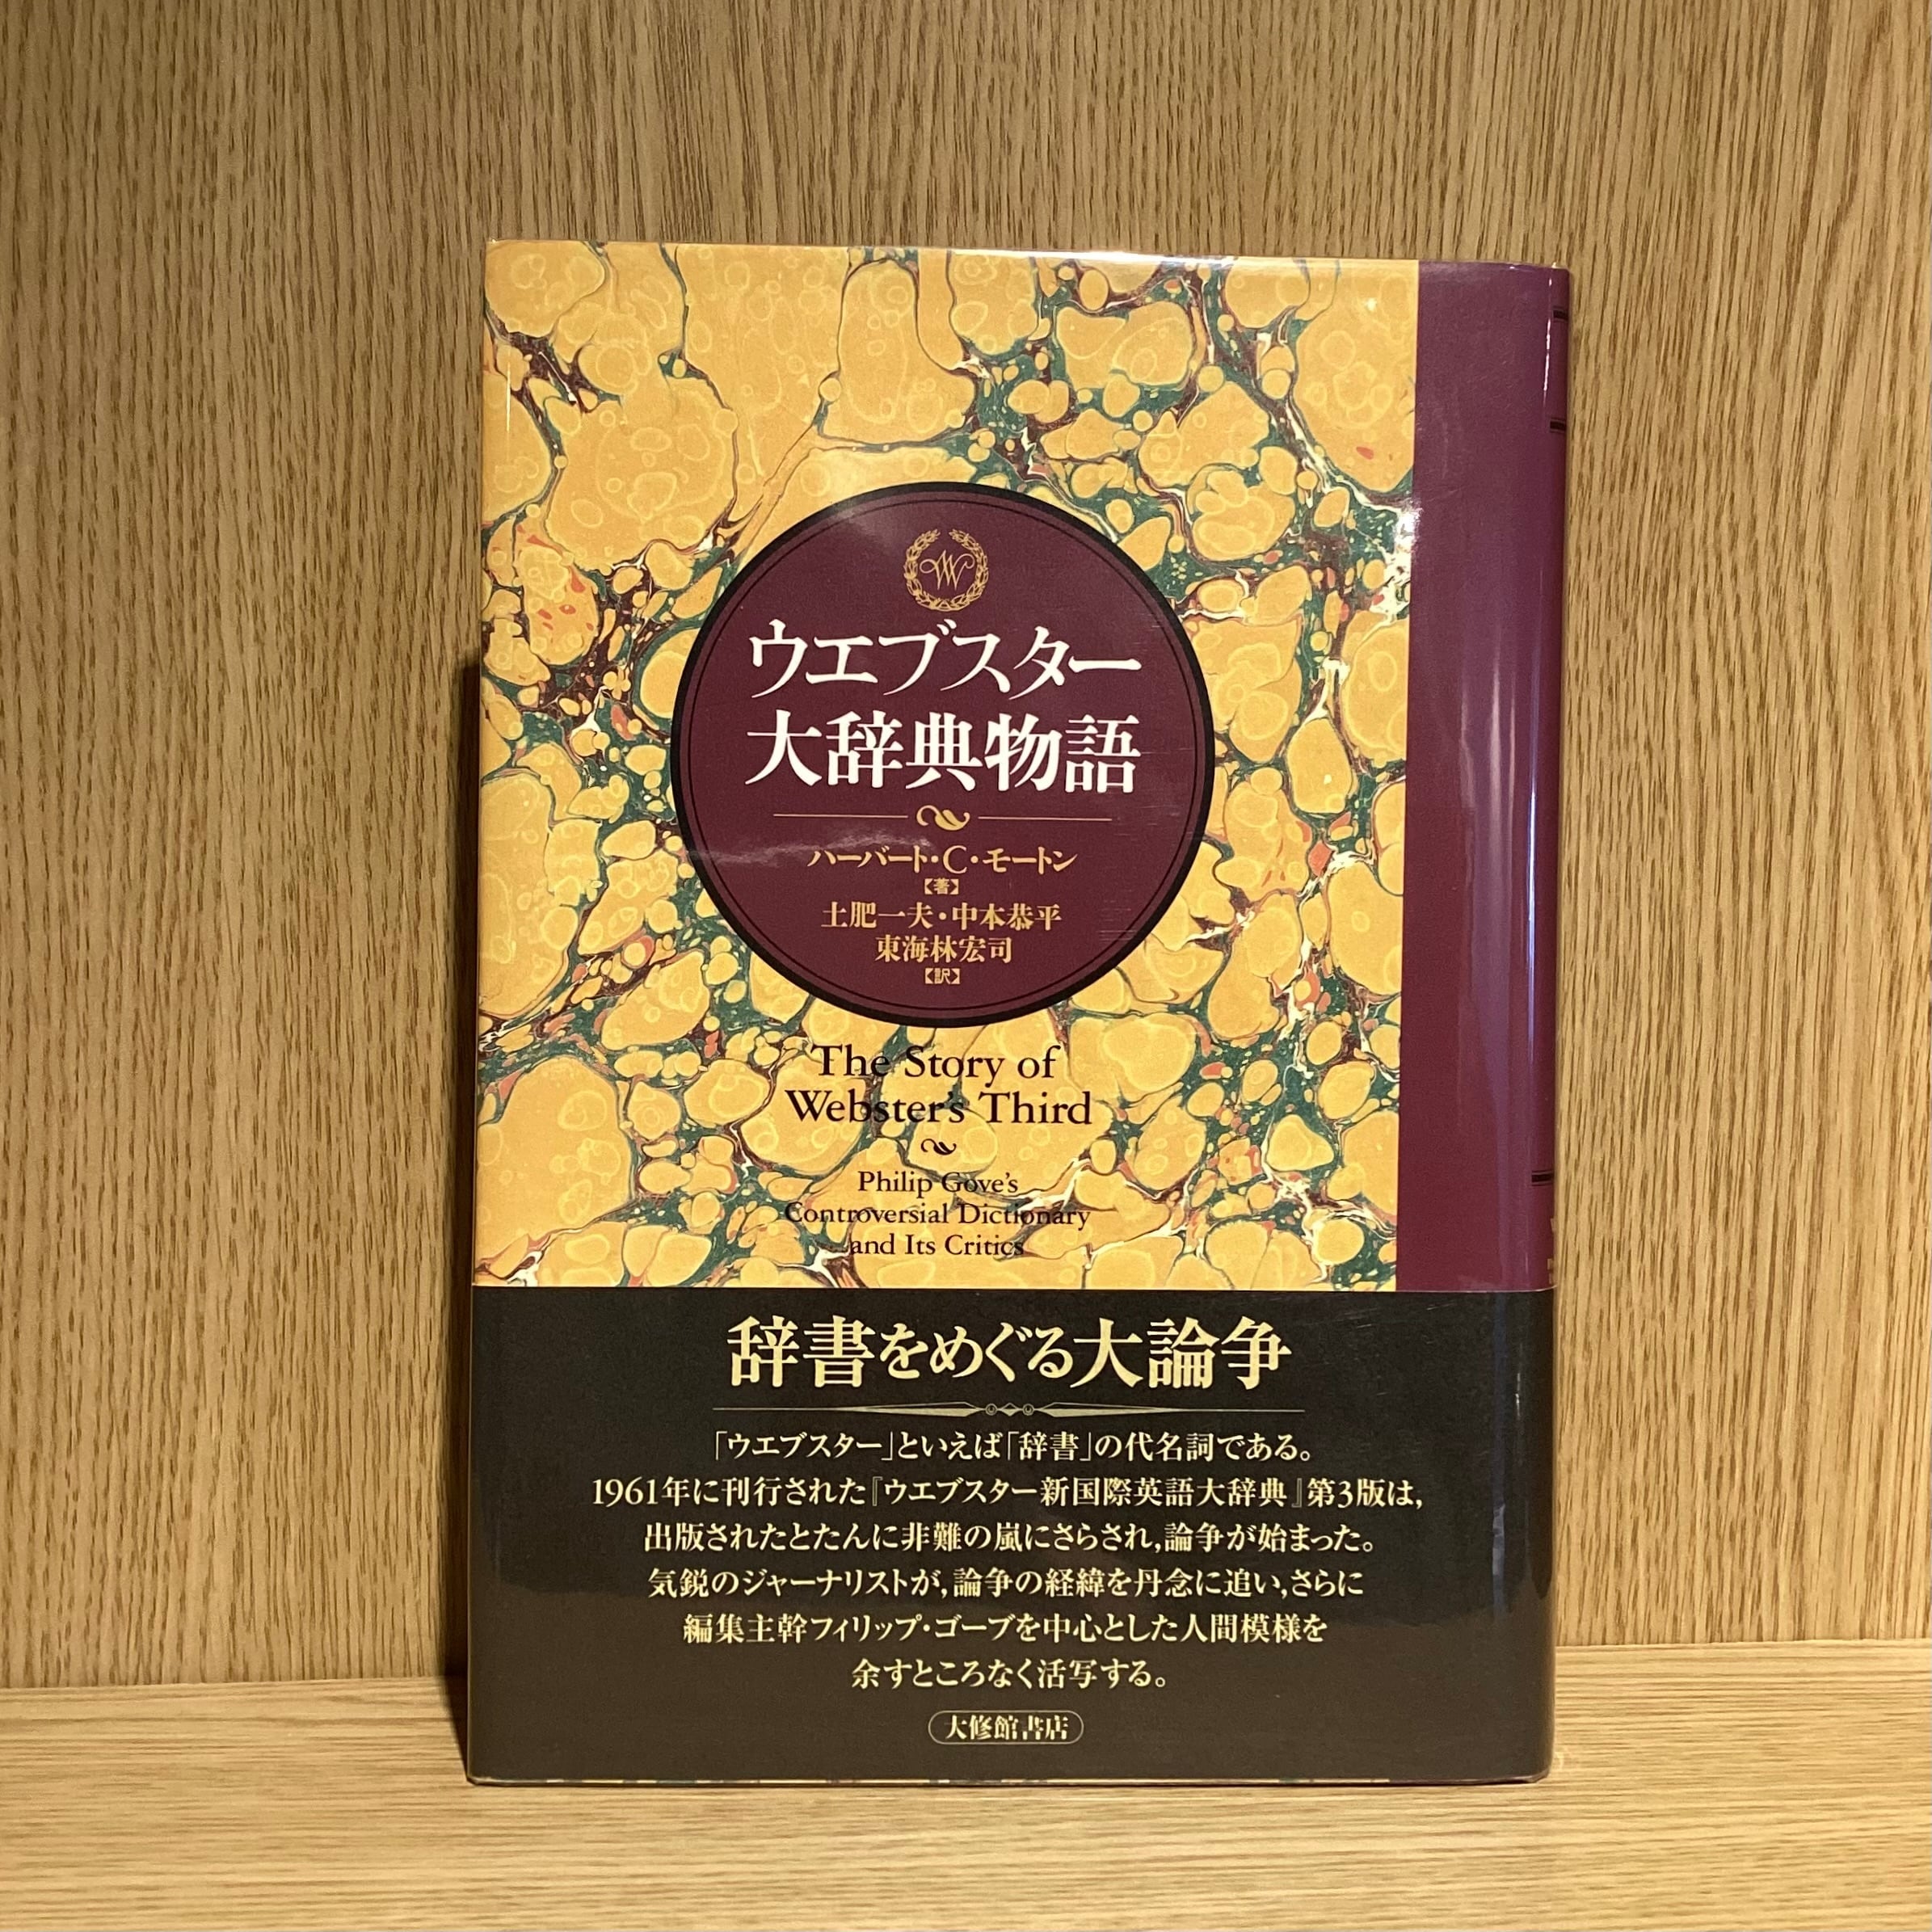 ウエブスター
大辞典物語
ハーバート・C・モートン
【著】
土肥一夫・中本恭平
東海林宏司
【訳】
The Story of
Webster's Third
Philip Gove's
Controversial Dictionary
and Its Critics
辞書をめぐる大論争
「ウエブスター」といえば「辞書」の代名詞である。
1961年に刊行された『ウエブスター新国際英語大辞典』第3版は,
出版されたとたんに非難の嵐にさらされ,論争が始まった。
気鋭のジャーナリストが,論争の経緯を丹念に追い,さらに
編集主幹フィリップ・ゴーブを中心とした人間模様を
余すところなく活写する。
大修館書店